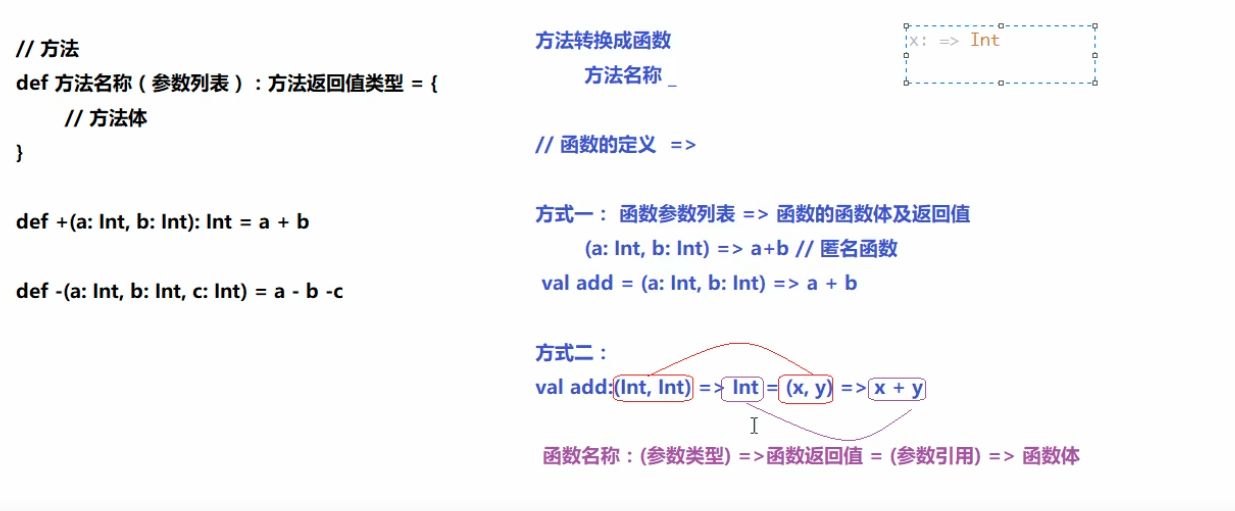 // 方法
def 方法名称（参数列表）: 方法返回值类型 = {
// 方法体
}
def +(a: Int, b: Int): Int = a + b
def -(a: Int, b: Int, c: Int) = a - b -c
方法转换成函数
方法名称 _
// 函数的定义 =>
方式一： 函数参数列表 => 函数的函数体及返回值
(a: Int, b: Int) => a+b // 匿名函数
val add = (a: Int, b: Int) => a + b
方式二：
val add:(Int, Int) => Int = (x, y) => x + y
函数名称：(参数类型) =>函数返回值 = (参数引用) => 函数体
x: => Int